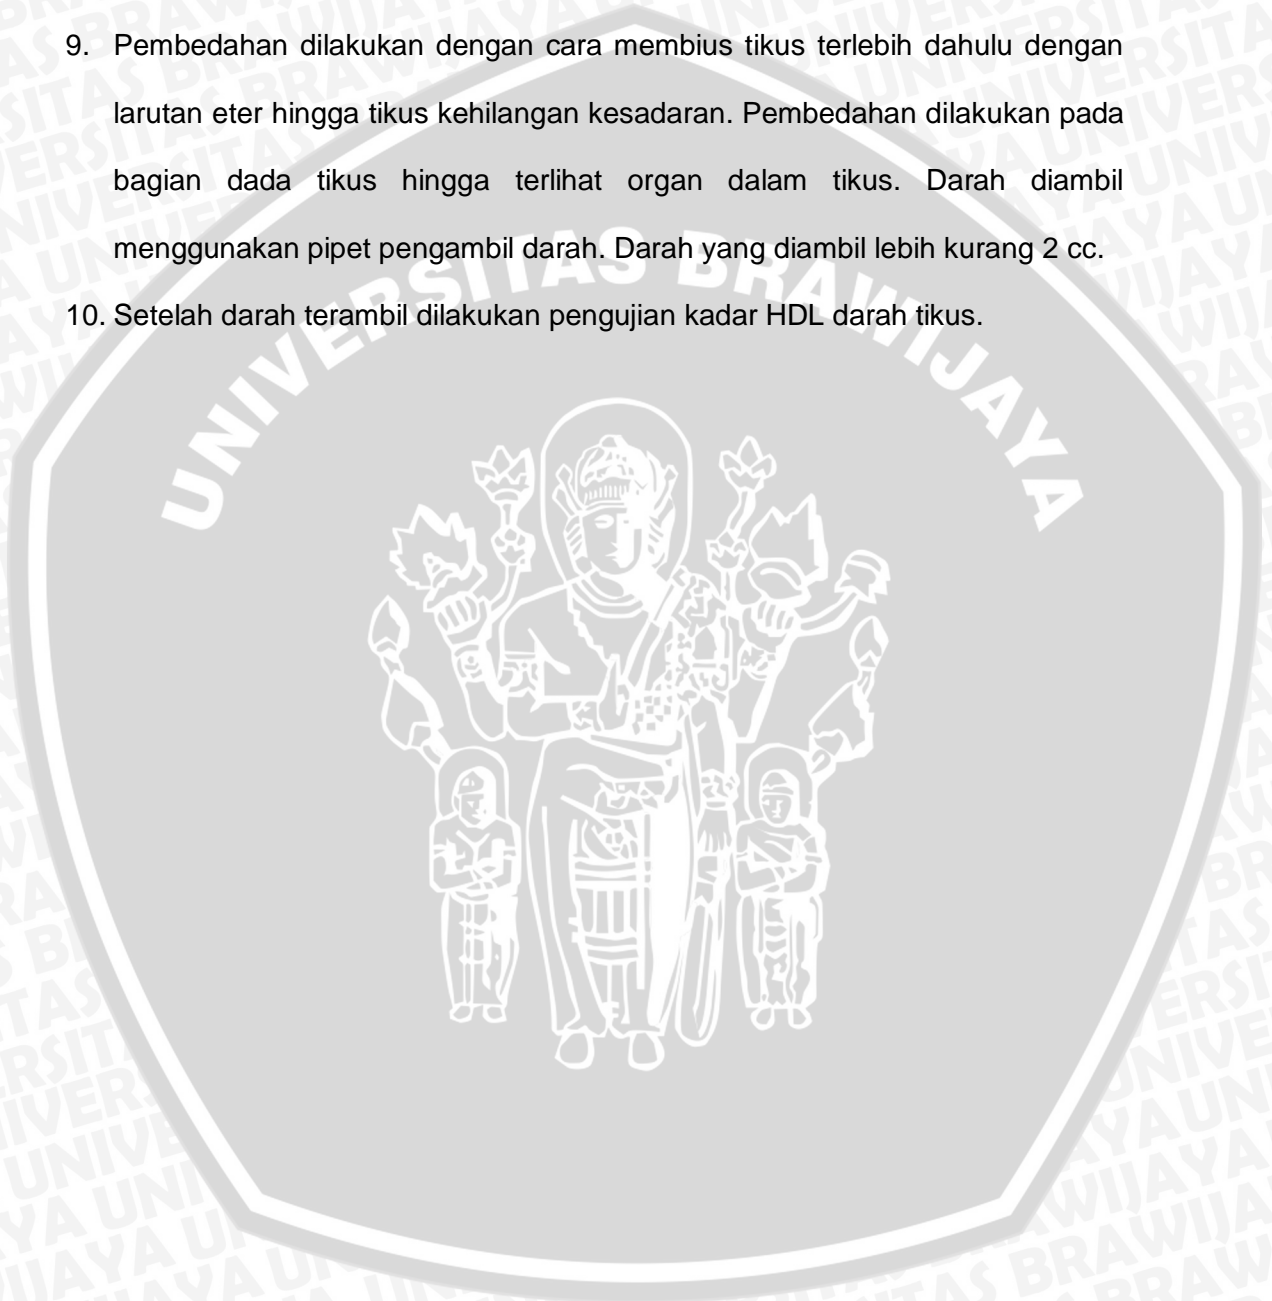 9. Pembedahan dilakukan dengan cara membius tikus terlebih dahulu dengan
larutan eter hingga tikus kehilangan kesadaran. Pembedahan dilakukan pada
bagian dada tikus hingga terlihat organ dalam tikus. Darah diambil
menggunakan pipet pengambil darah. Darah yang diambil lebih kurang 2 cc.
10. Setelah darah terambil dilakukan pengujian kadar HDL darah tikus.
UNIVERSITAS BRAWIJAYA